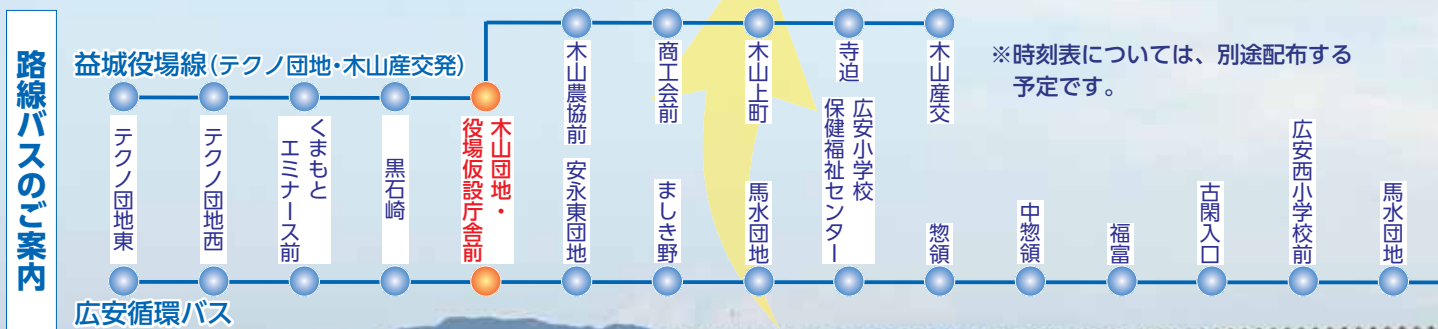 路線バスのご案内
益城役場線(テクノ団地・木山産交発)
木山農協前
商工会前
木山上町
寺迫
木山産交
※時刻表については、別途配布する
予定です。
テクノ団地東
テクノ団地西
くまもと
エミナース前
黒石崎
木山団地・
役場仮設庁舎前
安永東団地
ましき野
馬水団地
広安小学校
保健福祉センター
惣領
中惣領
福富
古閑入口
広安西小学校前
馬水団地
広安循環バス